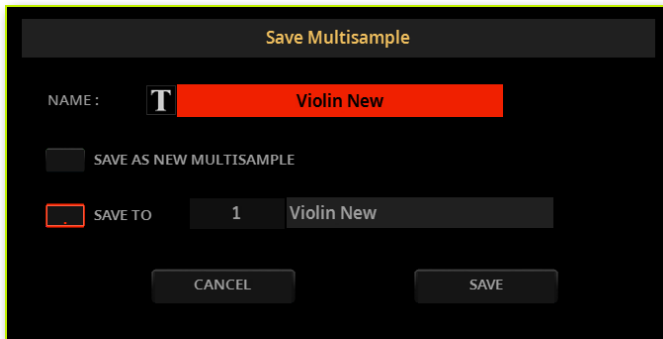 Save Multisample
NAME :
T
Violin New
SAVE AS NEW MULTISAMPLE
SAVE TO
1
Violin New
CANCEL
SAVE